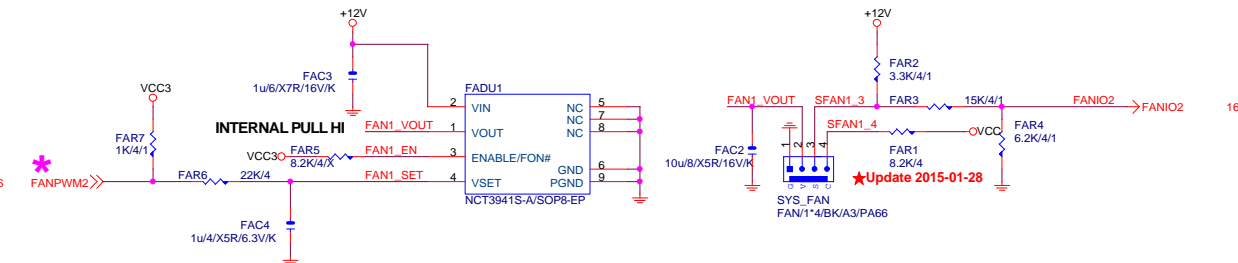 +12V
+12V
FAC3
1u/6/X7R/16V/K
VCC3
FADU1
FAR2
3.3K/4/1
2 VIN NC 5
NC 7
1 VOUT NC 8
3 ENABLE/FON#
GND 6
4 VSET PGND 9
NCT3941S-A/SOP8-EP
INTERNAL PULL HI
FAN1_VOUT
FAR7
1K/4/1
VCC3
FAR5
8.2K/4/X
FAN1_EN
*
6
FANPWM2
FAR6
22K/4
FAN1_SET
FAC4
1u/4/X5R/6.3V/K
FAN1_VOUT
SFAN1_3
FAR3
15K/4/1
FANIO2
FANIO2
16
SFAN1_4
VCC
FAR4
6.2K/4/1
FAC2
10u/8/X5R/16V/K
FAR1
8.2K/4
1 2 3 4
G V S C
★Update 2015-01-28
SYS_FAN
FAN/1*4/BK/A3/PA66